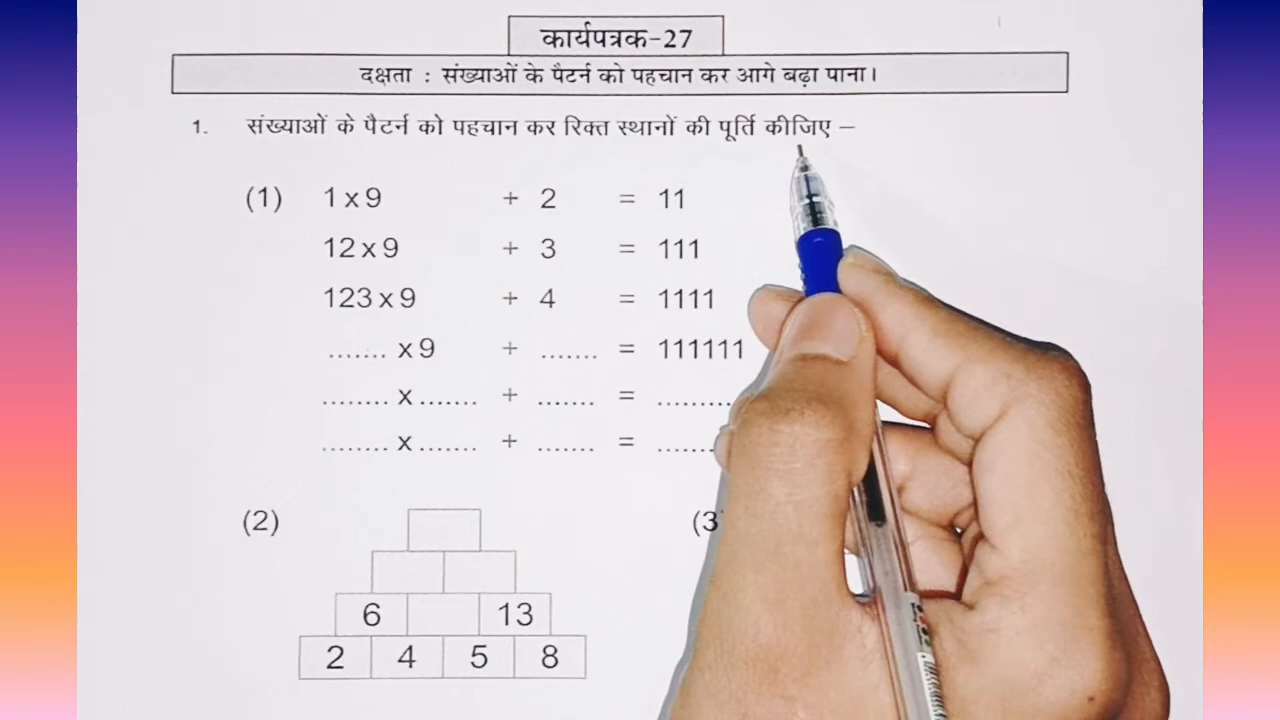 कार्यपत्रक-27
दक्षता : संख्याओं के पैटर्न को पहचान कर आगे बढ़ा पाना।
1. संख्याओं के पैटर्न को पहचान कर रिक्त स्थानों की पूर्ति कीजिए –
(1) 1 x 9 + 2 = 11
12 x 9 + 3 = 111
123 x 9 + 4 = 1111
....... x 9 + ....... = 111111
........ x ....... + ....... = .........
........ x ....... + ....... = .......
(2) (3
6 13
2 4 5 8